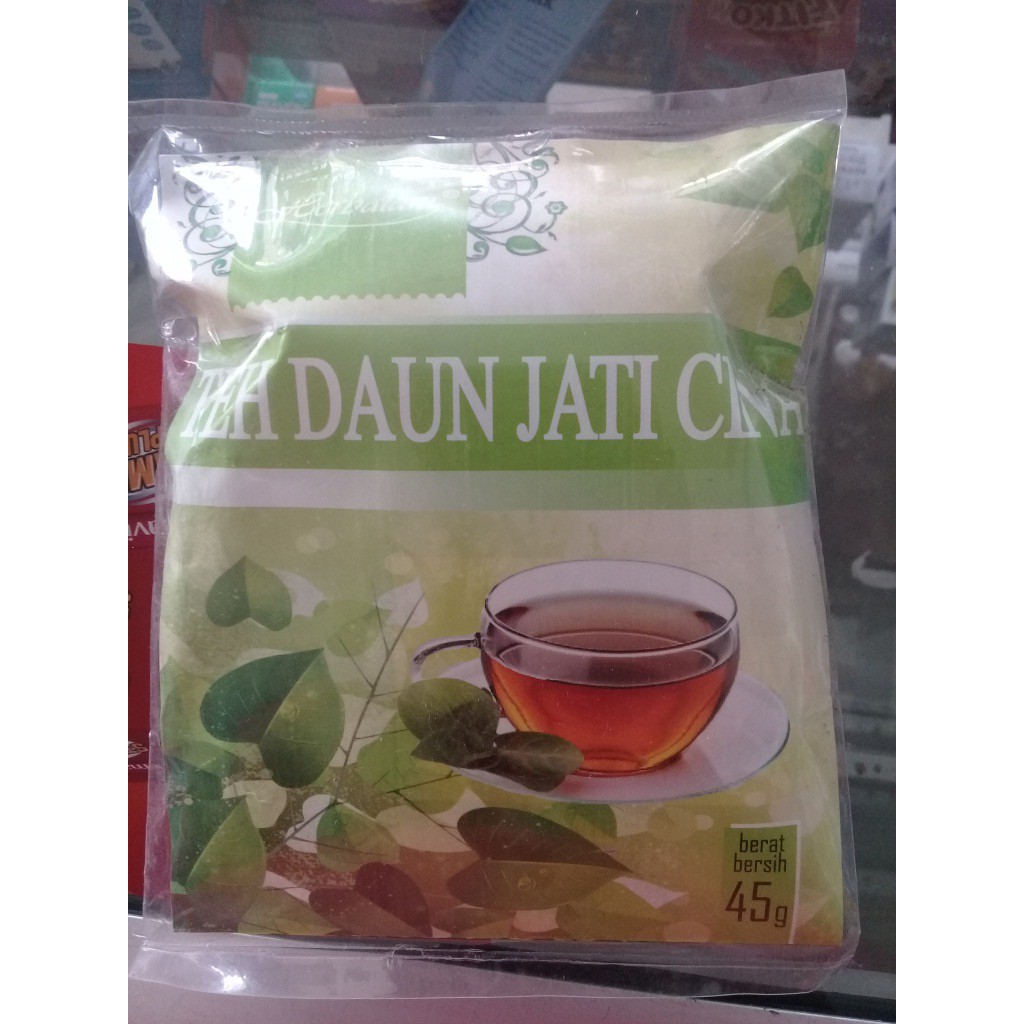 TEH DAUN JATI CINA
berat
bersih
45g